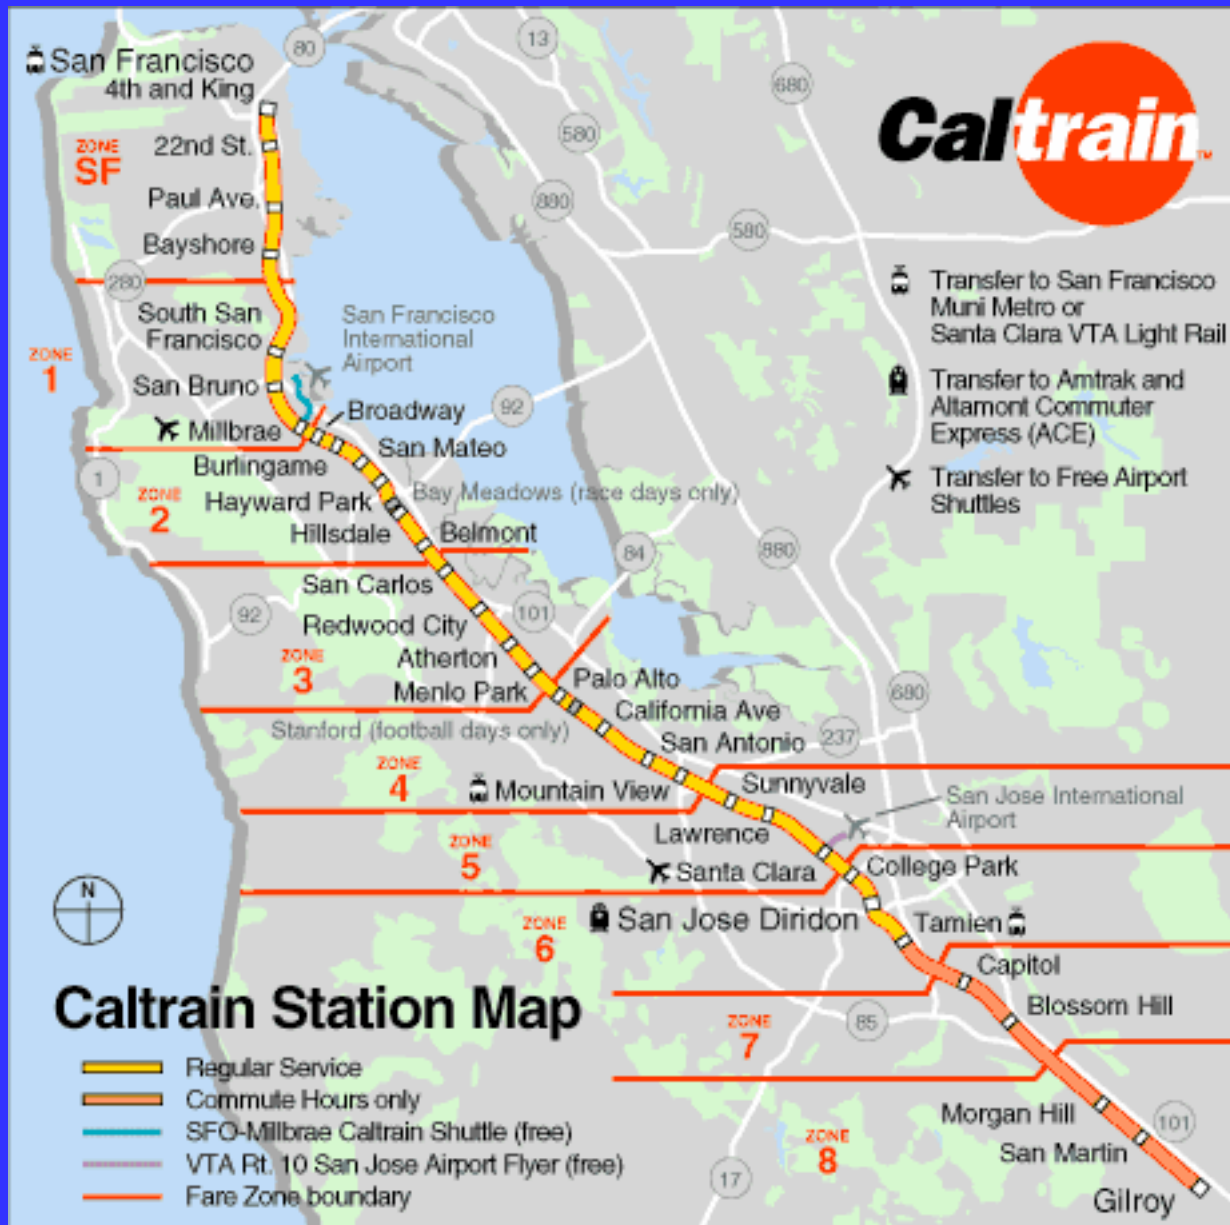 San Francisco
4th and King
80
13
680
580
Caltrain™
ZONE
SF
22nd St.
Paul Ave.
Bayshore
880
580
280
South San
Francisco
San Francisco
International
Airport
Transfer to San Francisco
Muni Metro or
Santa Clara VTA Light Rail
ZONE
1
San Bruno
Transfer to Amtrak and
Altamont Commuter
Express (ACE)
92
Broadway
Millbrae
San Mateo
Burlingame
1
ZONE
2
Hayward Park
Bay Meadows (race days only)
Transfer to Free Airport
Shuttles
Hillsdale
Belmont
84
880
San Carlos
92
101
Redwood City
ZONE
3
Atherton
Menlo Park
Palo Alto
680
California Ave
Stanford (football days only)
San Antonio
237
ZONE
4
Mountain View
Sunnyvale
San Jose International
Airport
Lawrence
ZONE
5
Santa Clara
College Park
N
ZONE
6
San Jose Diridon
Tamien
Capitol
Blossom Hill
Caltrain Station Map
ZONE
7
85
Regular Service
Commute Hours only
SFO-Millbrae Caltrain Shuttle (free)
VTA Rt. 10 San Jose Airport Flyer (free)
Fare Zone boundary
Morgan Hill
101
ZONE
8
San Martin
17
Gilroy